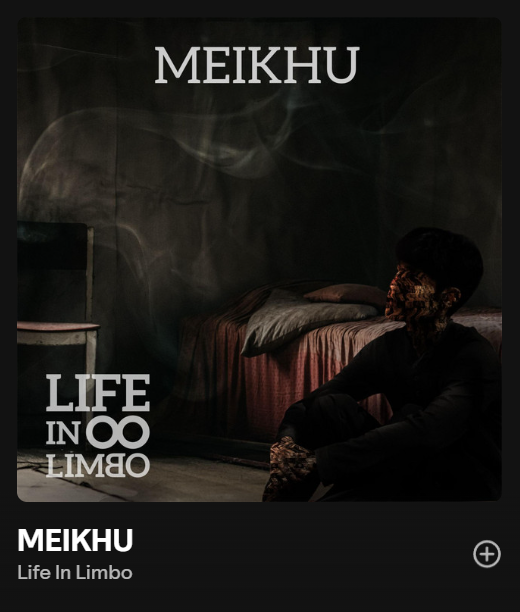 MEIKHU
LIFE
IN ∞
LIMBO
MEIKHU
Life In Limbo